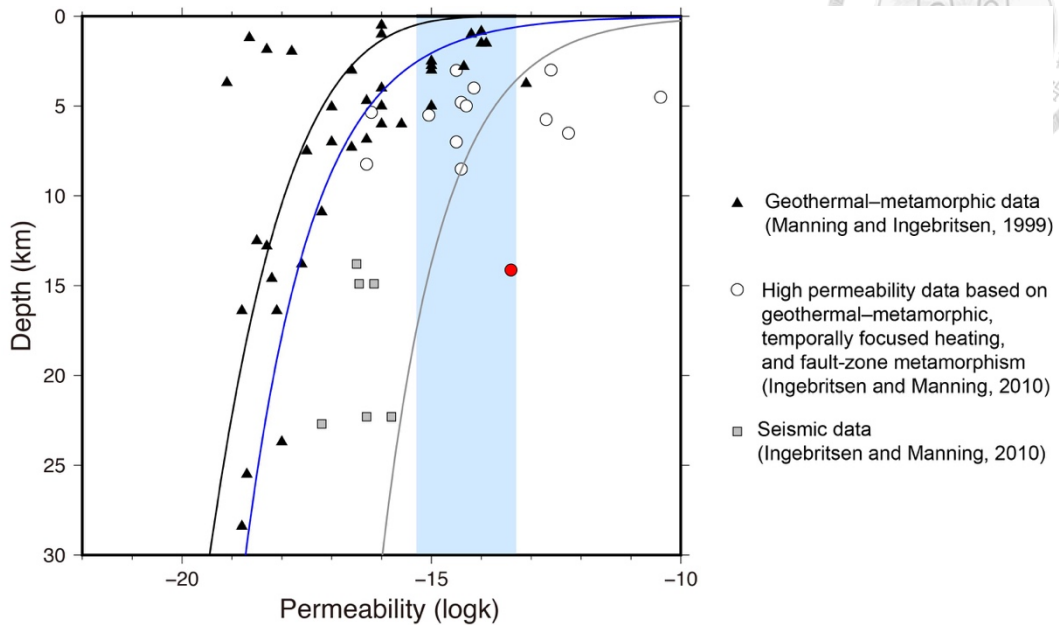 0
5
10
15
20
25
30
Depth (km)
−20
−15
−10
Permeability (logk)
Geothermal–metamorphic data
(Manning and Ingebritsen, 1999)
High permeability data based on
geothermal–metamorphic,
temporally focused heating,
and fault-zone metamorphism
(Ingebritsen and Manning, 2010)
Seismic data
(Ingebritsen and Manning, 2010)